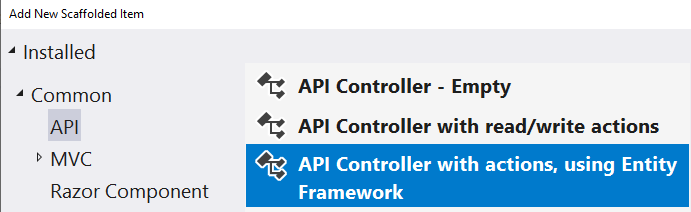 Add New Scaffolded Item
Installed
Common
API
MVC
Razor Component
API Controller - Empty
API Controller with read/write actions
API Controller with actions, using Entity
Framework